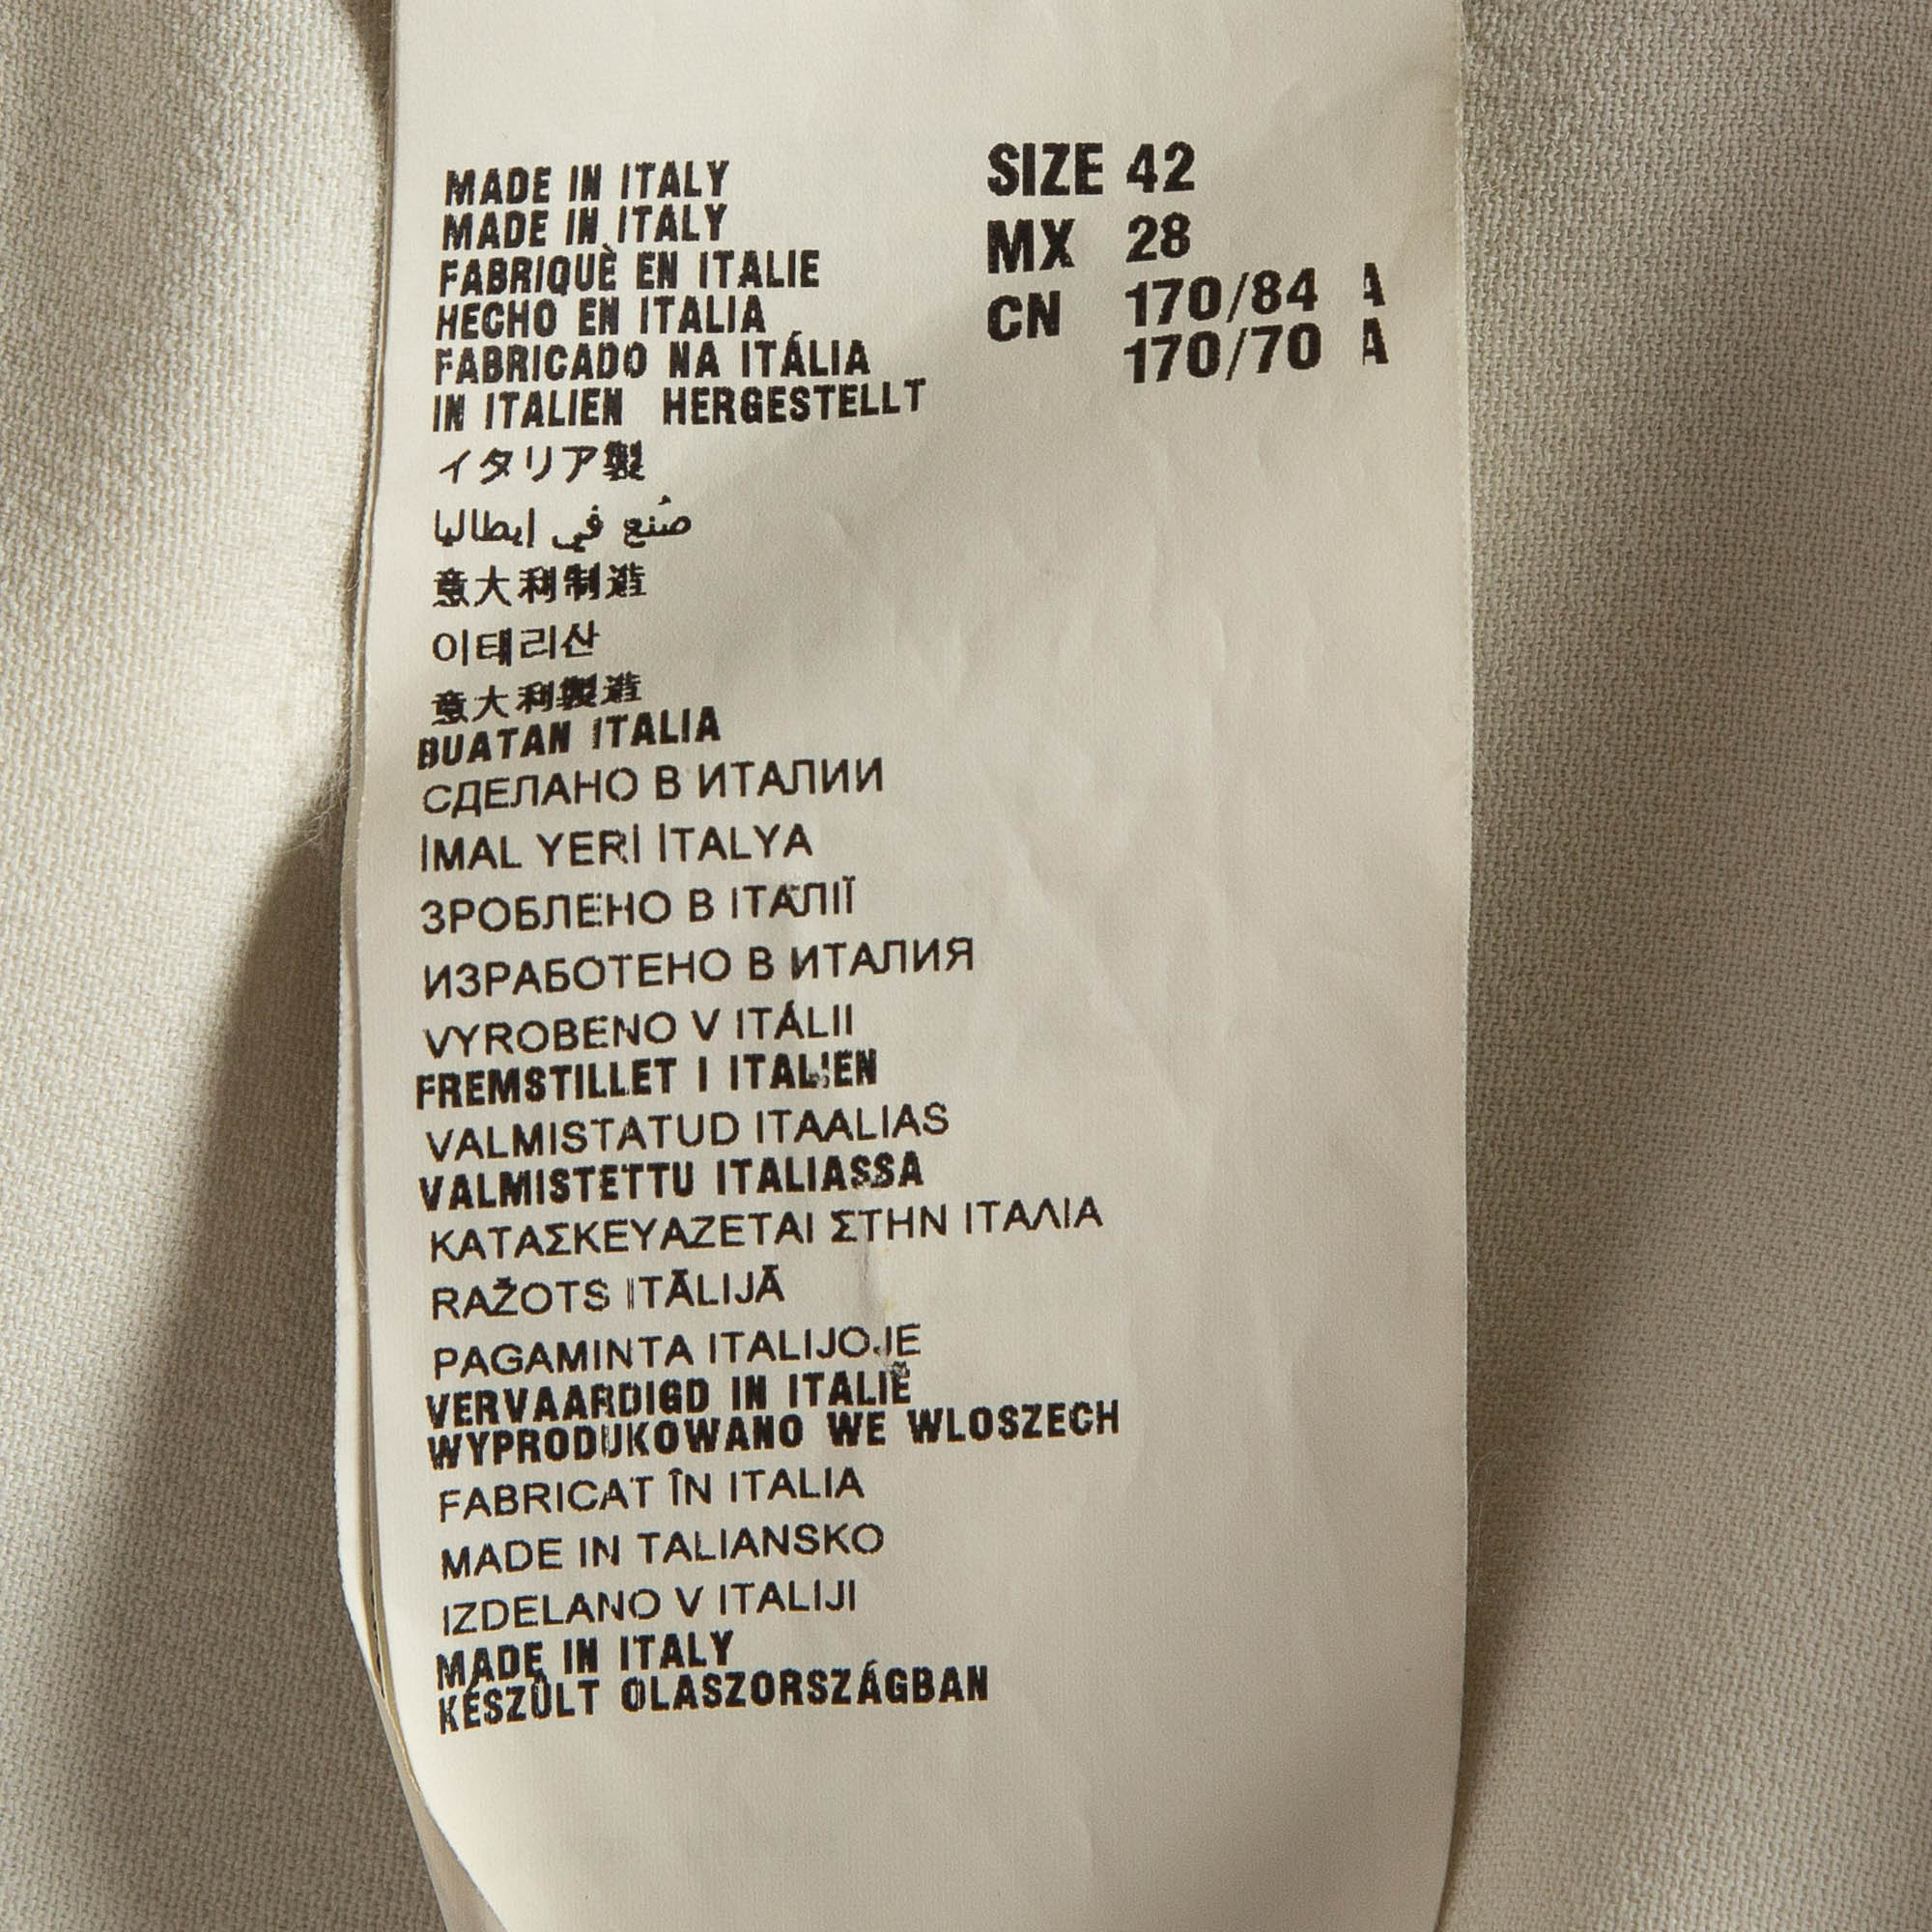 MADE IN ITALY
MADE IN ITALY
FABRIQUÈ EN ITALIE
HECHO EN ITALIA
FABRICADO NA ITÁLIA
IN ITALIEN HERGESTELLT
イタリア製
صُنع في إيطاليا
意大利制造
이태리산
意大利製造
BUATAN ITALIA
СДЕЛАНО В ИТАЛИИ
İMAL YERİ İTALYA
ЗРОБЛЕНО В ІТАЛІЇ
ИЗРАБОТЕНО В ИТАЛИЯ
VYROBENO V ITÁLII
FREMSTILLET I ITALIEN
VALMISTATUD ITAALIAS
VALMISTETTU ITALIASSA
ΚΑΤΑΣΚΕΥΑΖΕΤΑΙ ΣΤΗΝ ΙΤΑΛΙΑ
RAŽOTS ITĀLIJĀ
PAGAMINTA ITALIJOJE
VERVAARDIGD IN ITALIË
WYPRODUKOWANO WE WLOSZECH
FABRICAT ÎN ITALIA
MADE IN TALIANSKO
IZDELANO V ITALIJI
MADE IN ITALY
KÉSZÜLT OLASZORSZÁGBAN
SIZE 42
MX 28
CN 170/84 A
170/70 A